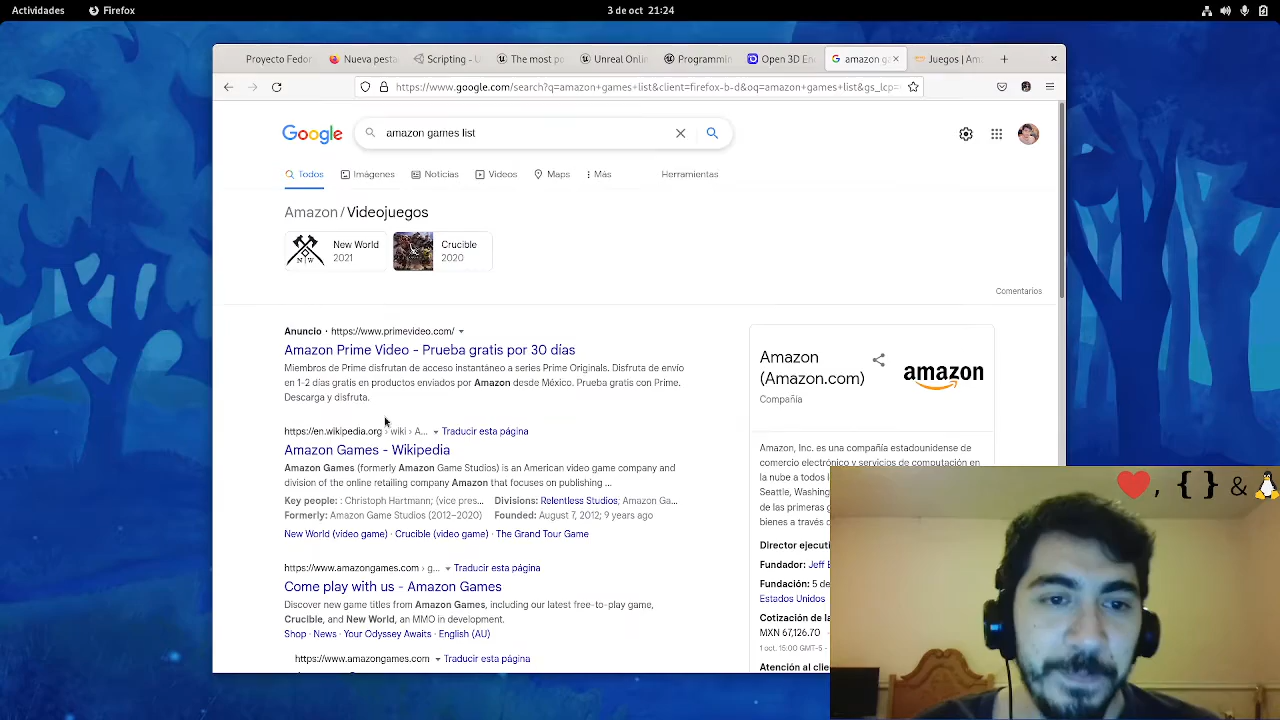 Actividades Firefox 3 de oct 21:24
Proyecto Fedor Nueva pesta Scripting - U The most po Unreal Onli Programmin Open 3D En amazon g Juegos | Am
https://www.google.com/search?q=amazon+games+list&client=firefox-b-d&oq=amazon+games+list&gs_lcp=
Google amazon games list
Todos Imágenes Noticias Videos Maps Más Herramientas
Amazon / Videojuegos
New World
2021
Crucible
2020
Comentarios
Anuncio · https://www.primevideo.com/
Amazon Prime Video - Prueba gratis por 30 días
Miembros de Prime disfrutan de acceso instantáneo a series Prime Originals. Disfruta de envío
en 1-2 días gratis en productos enviados por Amazon desde México. Prueba gratis con Prime.
Descarga y disfruta.
https://en.wikipedia.org › wiki › A... Traducir esta página
Amazon Games - Wikipedia
Amazon Games (formerly Amazon Game Studios) is an American video game company and
division of the online retailing company Amazon that focuses on publishing ...
Key people: : Christoph Hartmann; (vice pres... Divisions: Relentless Studios; Amazon Ga...
Formerly: Amazon Game Studios (2012–2020) Founded: August 7, 2012; 9 years ago
New World (video game) · Crucible (video game) · The Grand Tour Game
https://www.amazongames.com › g... Traducir esta página
Come play with us - Amazon Games
Discover new game titles from Amazon Games, including our latest free-to-play game,
Crucible, and New World, an MMO in development.
Shop · News · Your Odyssey Awaits · English (AU)
https://www.amazongames.com Traducir esta página
Amazon
(Amazon.com)
amazon
Compañía
Amazon, Inc. es una compañía estadounidense de
comercio electrónico y servicios de computación en
la nube a todos
Seattle, Washing
de las primeras g
bienes a través
Director ejecuti
Fundador: Jeff B
Fundación: 5 de
Estados Unidos
Cotización de la
MXN 67,126.70
1 oct. 16:00 GMT-5 -
Atención al clie
, { } &